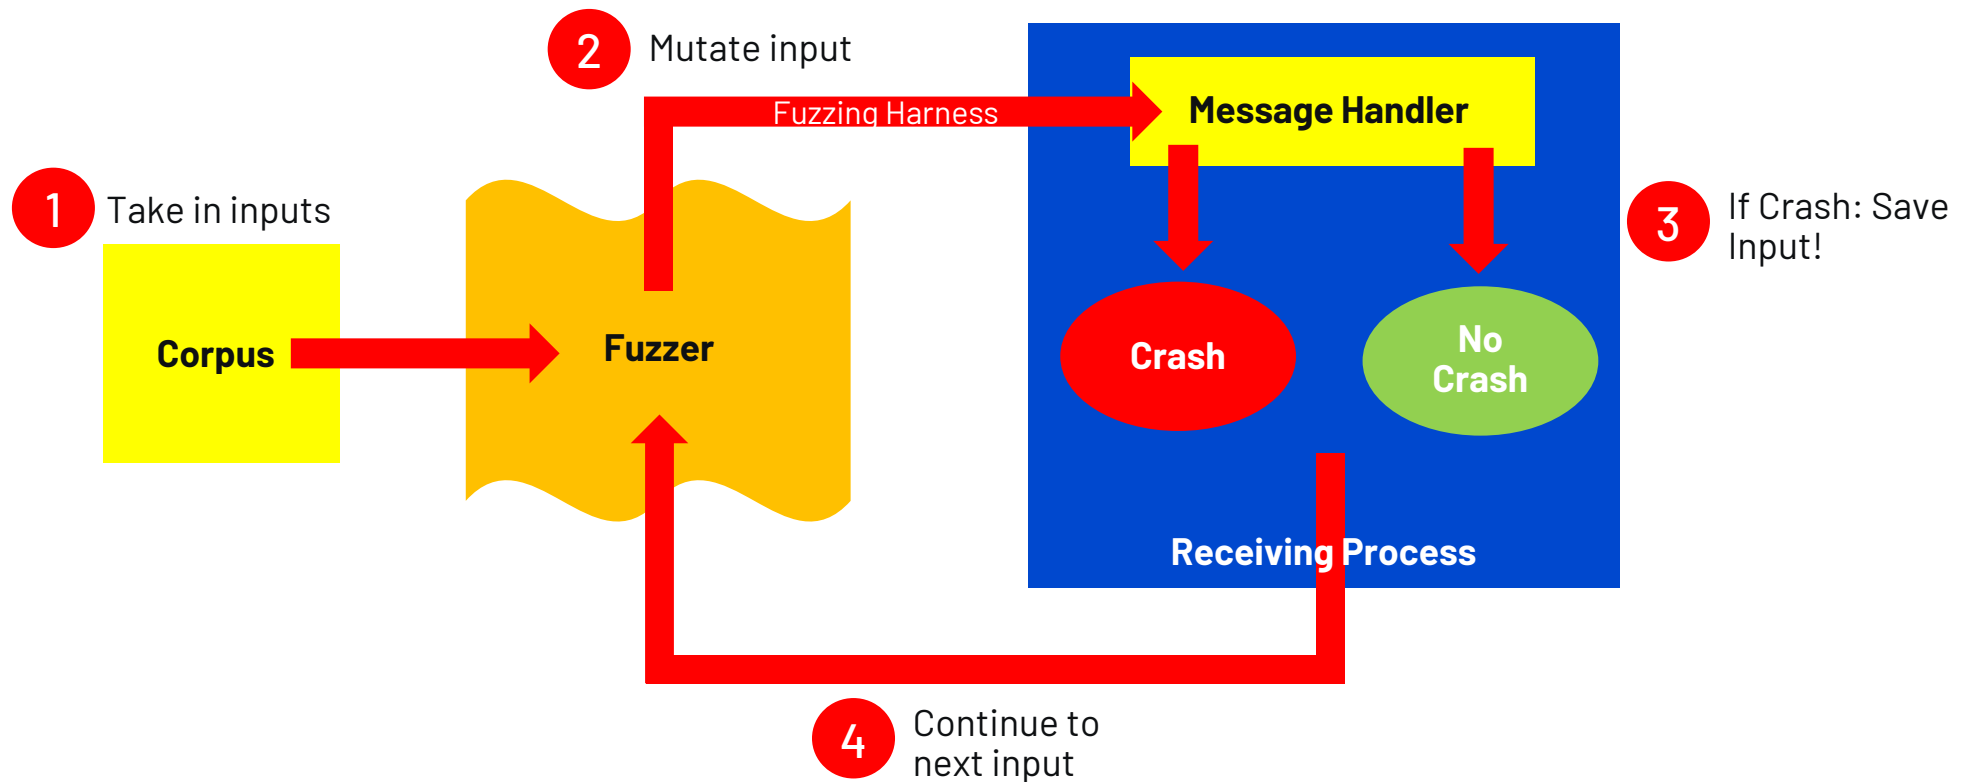 2
Mutate input
Fuzzing Harness
Message Handler
1
Take in inputs
3
If Crash: Save
Input!
Corpus
Fuzzer
Crash
No
Crash
Receiving Process
4
Continue to
next input